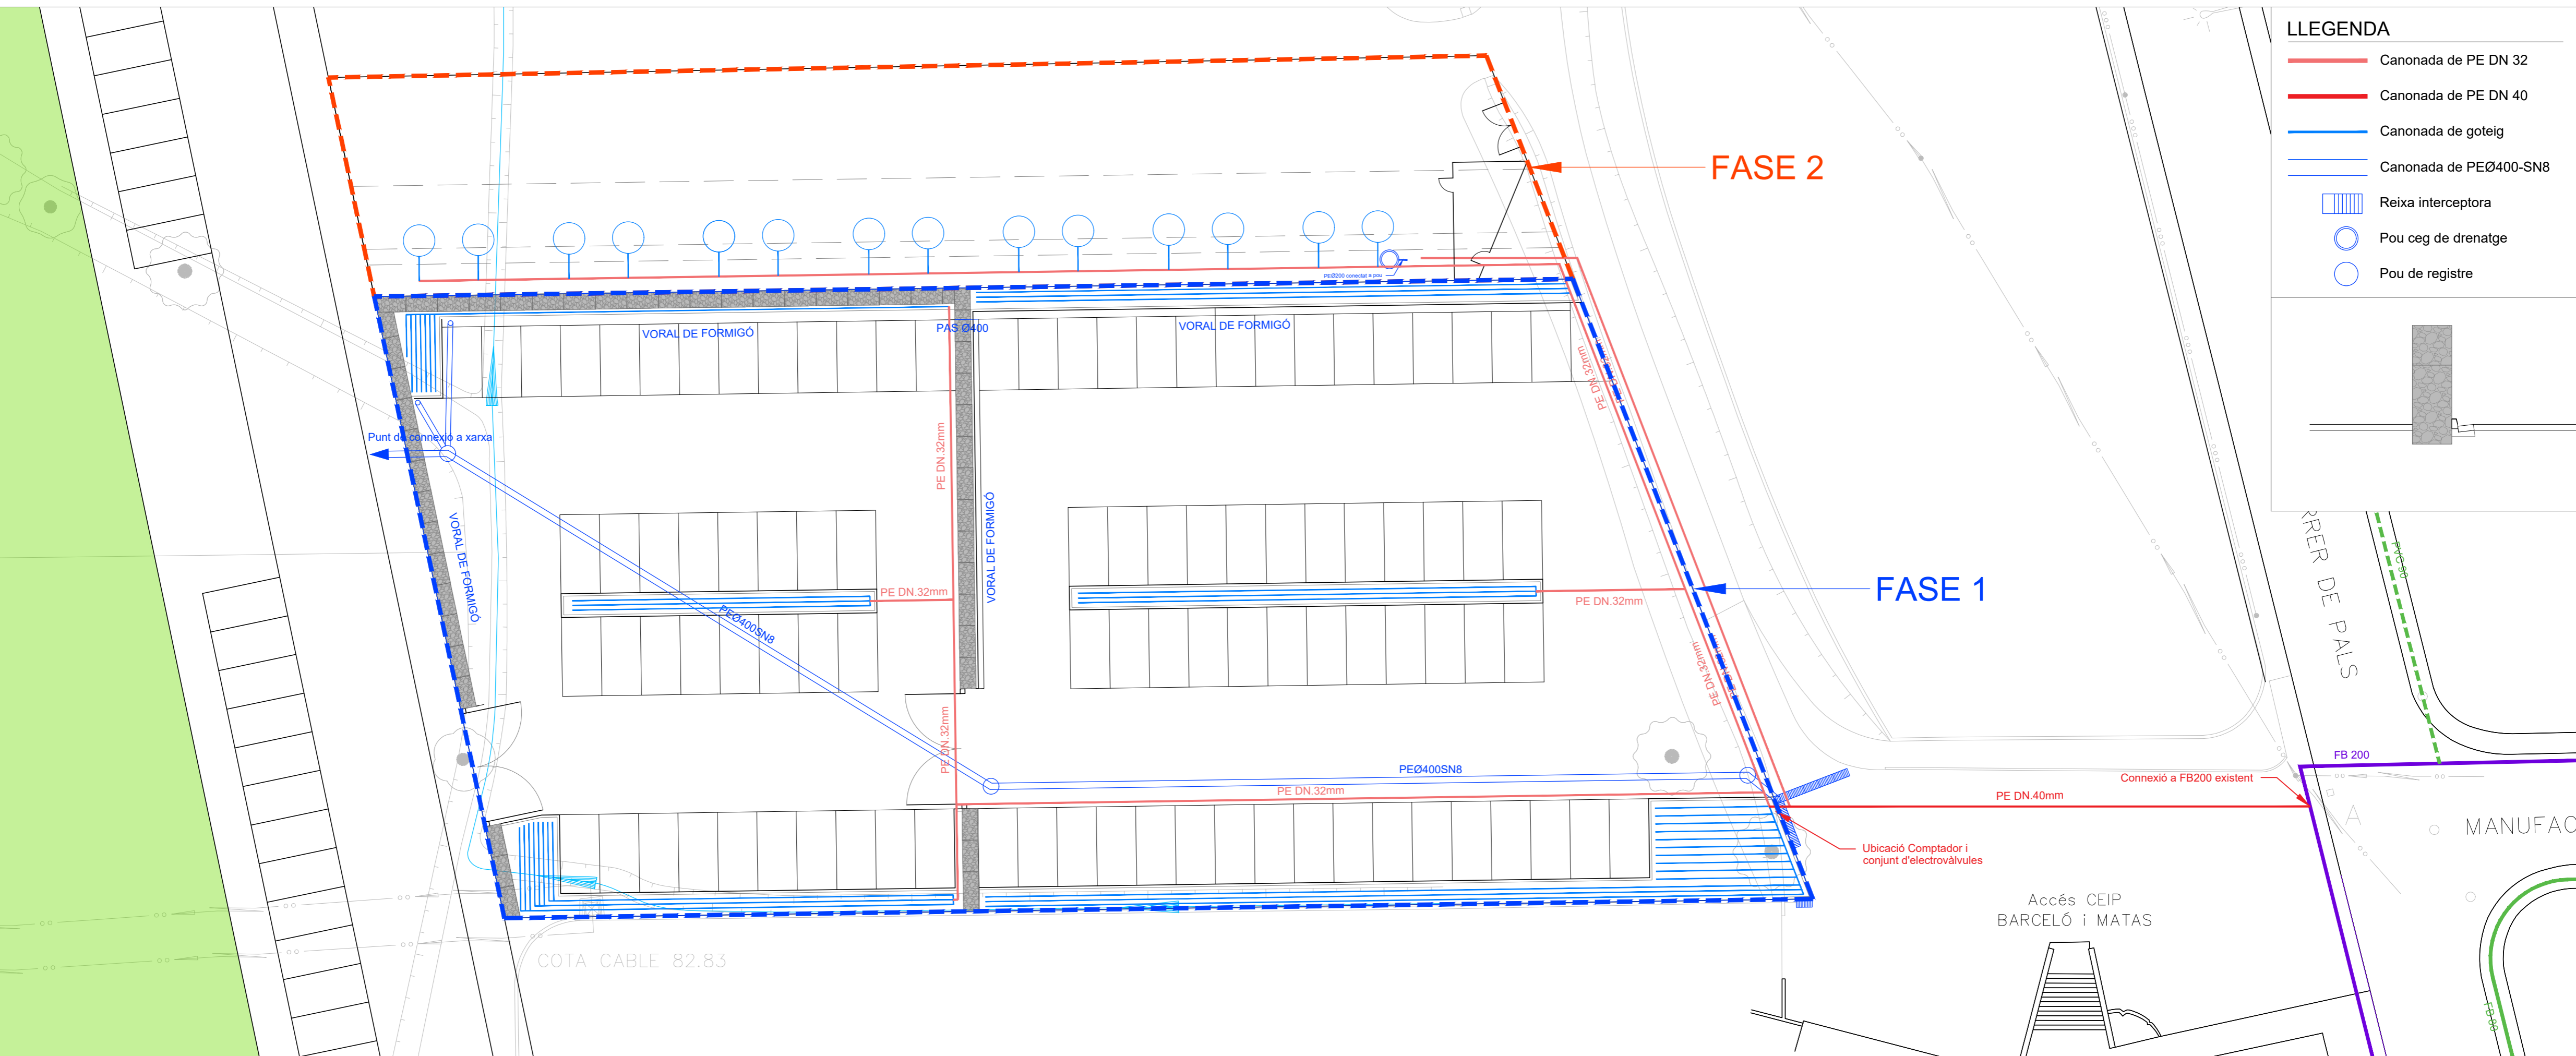 LLEGENDA
Canonada de PE DN 32
Canonada de PE DN 40
Canonada de goteig
Canonada de PEØ400-SN8
Reixa interceptora
Pou ceg de drenatge
Pou de registre
FASE 2
PEØ200 conectat a pou
VORAL DE FORMIGÓ
PAS Ø400
VORAL DE FORMIGÓ
PE DN.32mm
Punt de connexió a xarxa
PE DN.32mm
VORAL DE FORMIGÓ
VORAL DE FORMIGÓ
PE DN.32mm
PE DN.32mm
FASE 1
PEØ400SN8
PE DN.32mm
PE DN.32mm
PEØ400SN8
PE DN.32mm
PE DN.40mm
Connexió a FB200 existent
FB 200
PVC 90
RRER DE PALS
MANUFAC
A
Ubicació Comptador i
conjunt d'electrovàlvules
Accés CEIP
BARCELÓ i MATAS
COTA CABLE 82.83